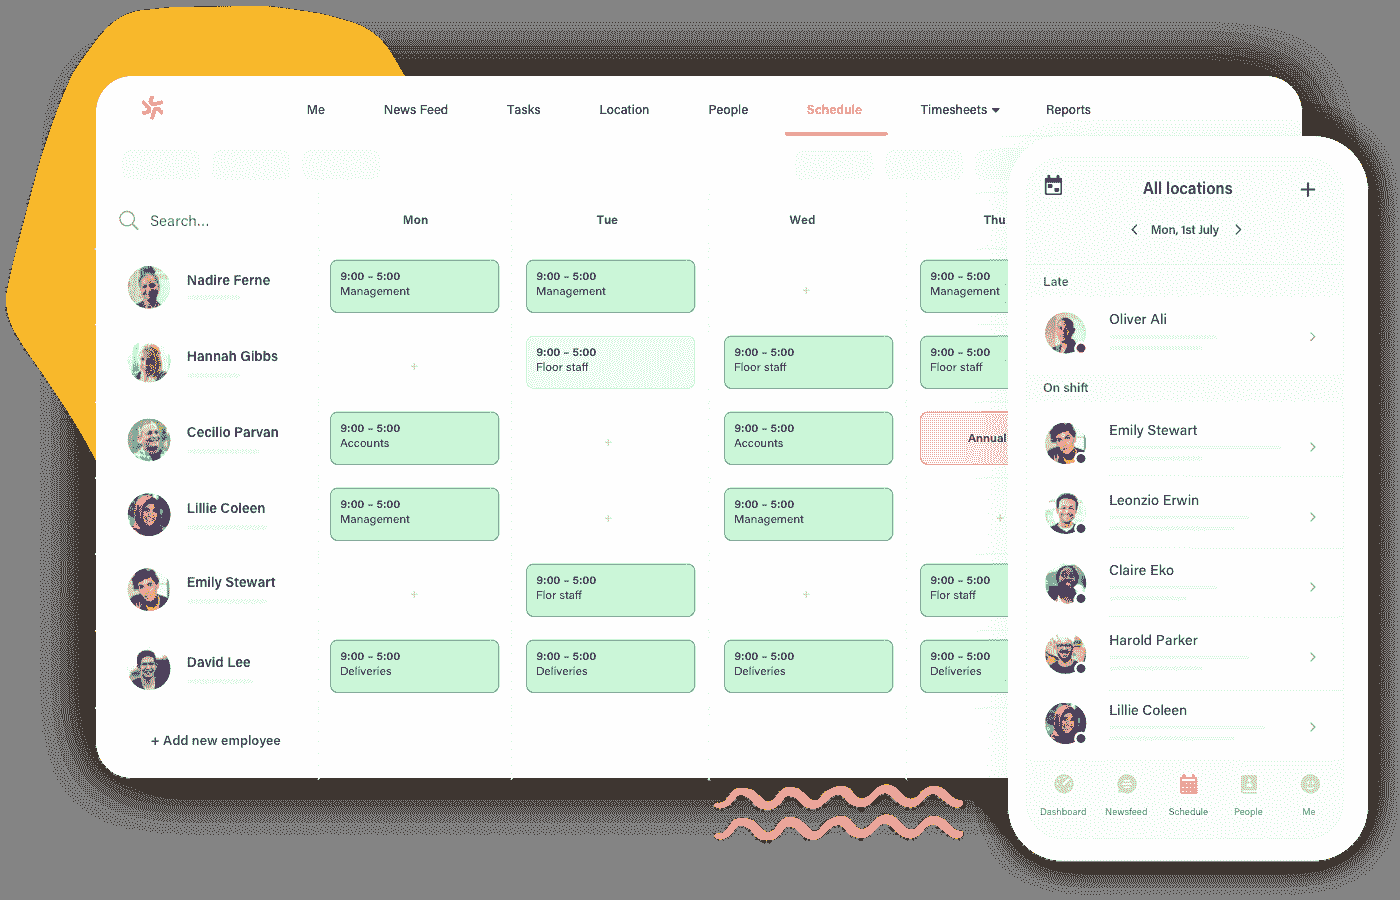 Me News Feed Tasks Location People Schedule Timesheets Reports
Search...
Mon Tue Wed Thu
Nadire Ferne
9:00 – 5:00
Management
9:00 – 5:00
Management
+
9:00 – 5:00
Management
Hannah Gibbs
+
9:00 – 5:00
Floor staff
9:00 – 5:00
Floor staff
9:00 – 5:00
Floor staff
Cecilio Parvan
9:00 – 5:00
Accounts
+
9:00 – 5:00
Accounts
Annual
Lillie Coleen
9:00 – 5:00
Management
+
9:00 – 5:00
Management
+
Emily Stewart
+
9:00 – 5:00
Flor staff
+
9:00 – 5:00
Flor staff
David Lee
9:00 – 5:00
Deliveries
9:00 – 5:00
Deliveries
9:00 – 5:00
Deliveries
9:00 – 5:00
Deliveries
+ Add new employee
All locations +
< Mon, 1st July >
Late
Oliver Ali >
On shift
Emily Stewart >
Leonzio Erwin >
Claire Eko >
Harold Parker >
Lillie Coleen >
Dashboard Newsfeed Schedule People Me